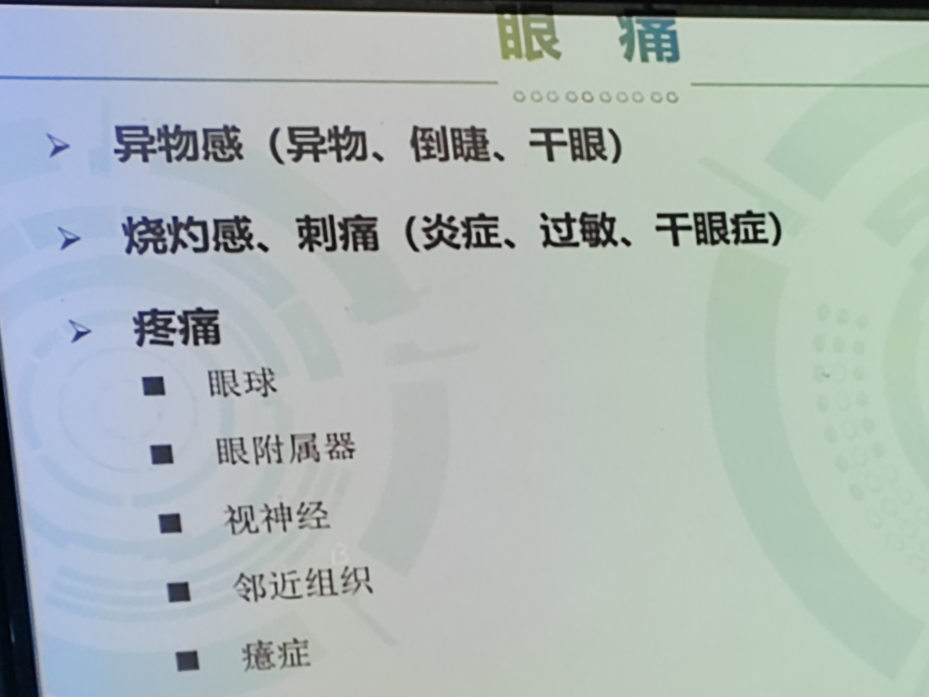 眼 痛
➢ 异物感（异物、倒睫、干眼）
➢ 烧灼感、刺痛（炎症、过敏、干眼症）
➢ 疼痛
■ 眼球
■ 眼附属器
■ 视神经
■ 邻近组织
■ 癔症